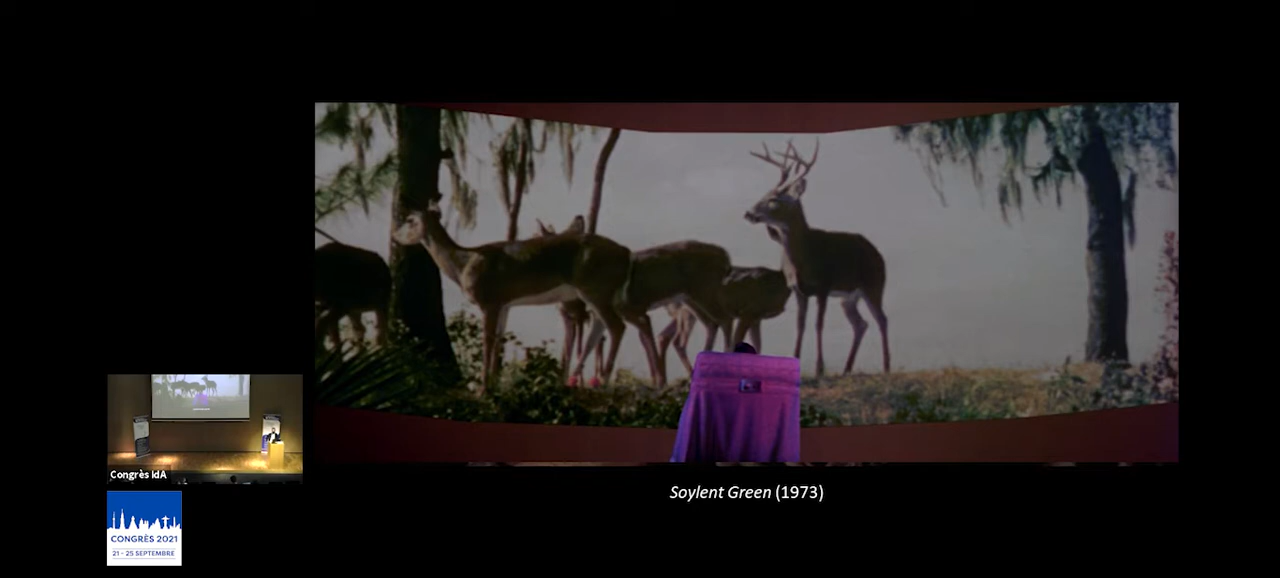 Soylent Green (1973)
Congrès IdA
CONGRÈS 2021
21 - 25 SEPTEMBRE